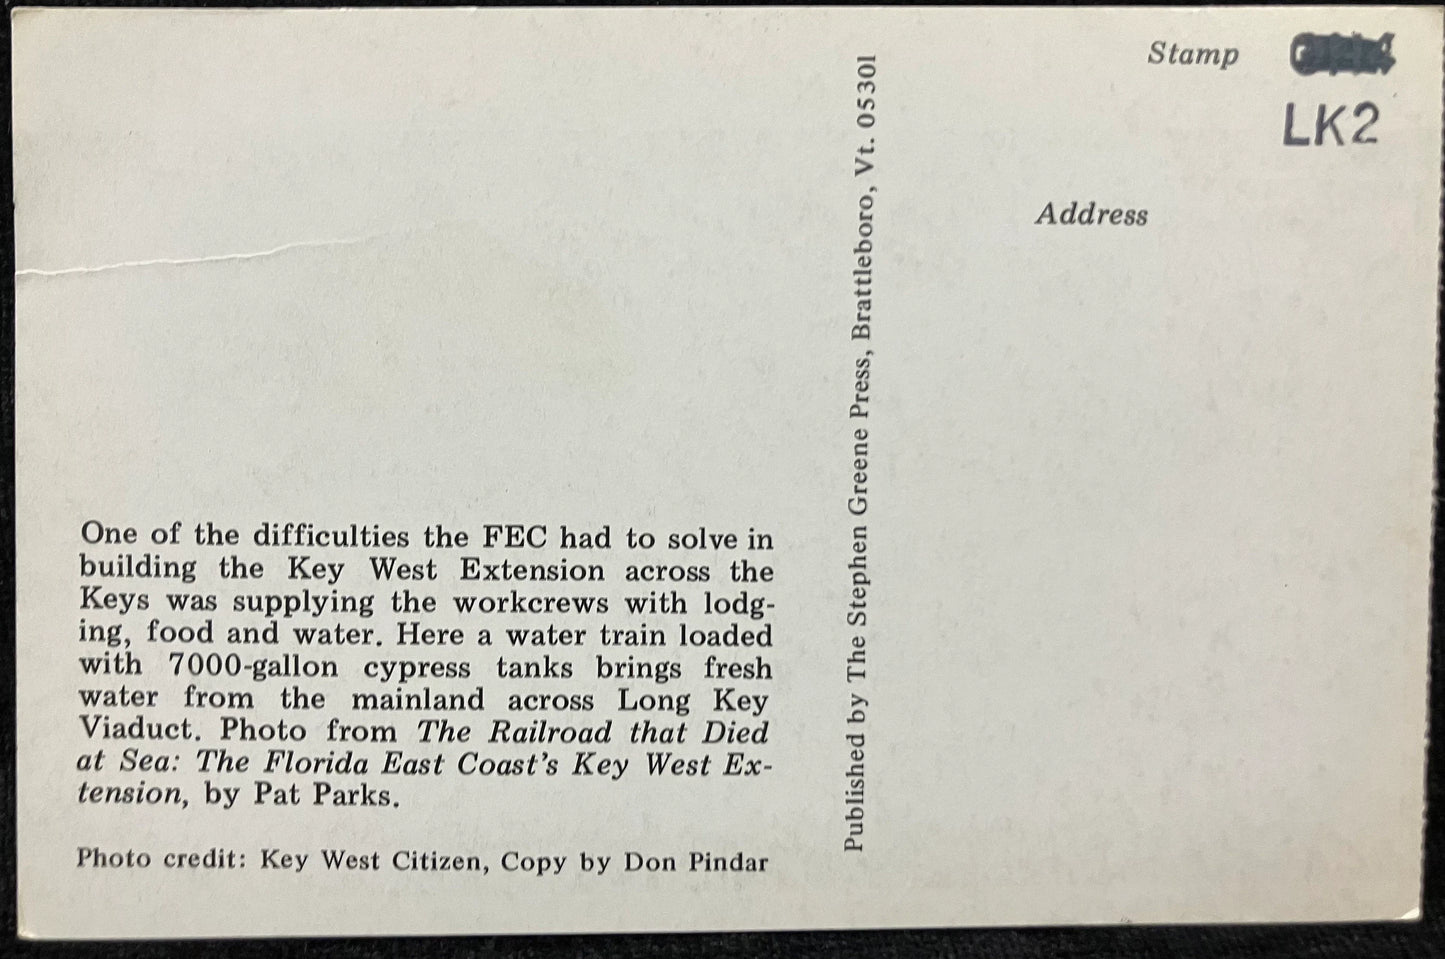 One of the difficulties the FEC had to solve in
building the Key West Extension across the
Keys was supplying the workcrews with lodg-
ing, food and water. Here a water train loaded
with 7000-gallon cypress tanks brings fresh
water from the mainland across Long Key
Viaduct. Photo from The Railroad that Died
at Sea: The Florida East Coast's Key West Ex-
tension, by Pat Parks.
Photo credit: Key West Citizen, Copy by Don Pindar
Published by The Stephen Greene Press, Brattleboro, Vt. 05301
Stamp
LK2
Address